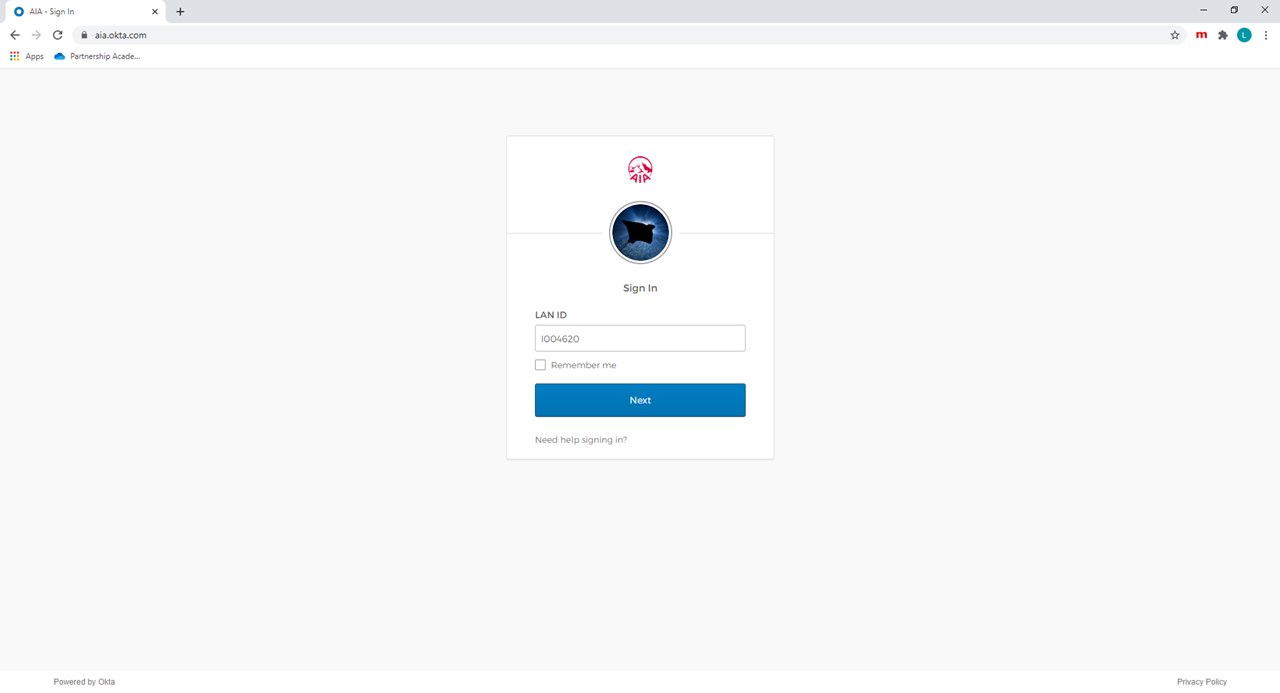 AIA - Sign In
aia.okta.com
m
L
Apps
Partnership Acade...
AIA
Sign In
LAN ID
I004620
Remember me
Next
Need help signing in?
Powered by Okta
Privacy Policy